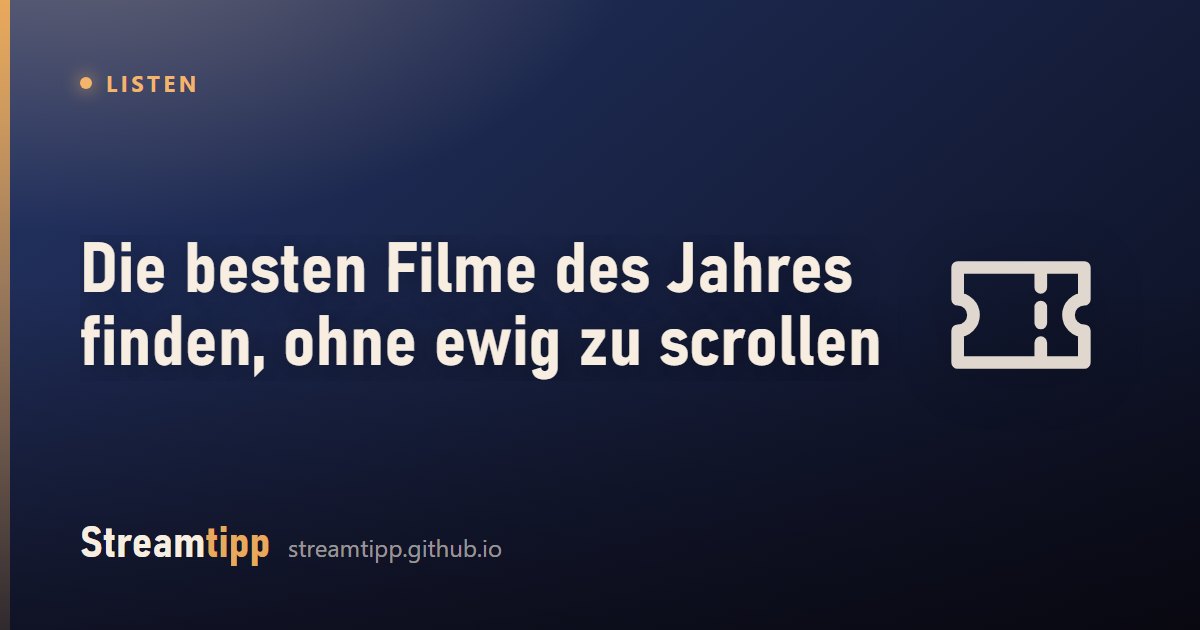 LISTEN
Die besten Filme des Jahres
finden, ohne ewig zu scrollen
Streamtipp streamtipp.github.io